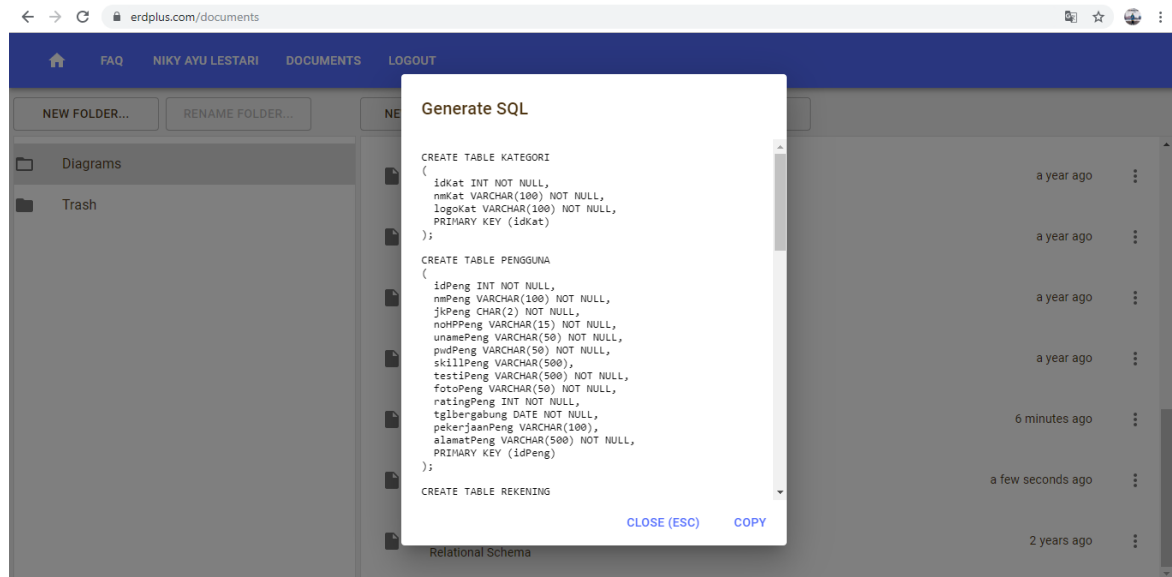 erdplus.com/documents
FAQ NIKY AYU LESTARI DOCUMENTS LOGOUT
NEW FOLDER... RENAME FOLDER... NE
Diagrams
Trash
Generate SQL
CREATE TABLE KATEGORI
(
idKat INT NOT NULL,
nmKat VARCHAR(100) NOT NULL,
logoKat VARCHAR(100) NOT NULL,
PRIMARY KEY (idKat)
);
CREATE TABLE PENGGUNA
(
idPeng INT NOT NULL,
nmPeng VARCHAR(100) NOT NULL,
jkPeng CHAR(2) NOT NULL,
noHPPeng VARCHAR(15) NOT NULL,
unamePeng VARCHAR(50) NOT NULL,
pwdPeng VARCHAR(50) NOT NULL,
skillPeng VARCHAR(500),
testiPeng VARCHAR(500) NOT NULL,
fotoPeng VARCHAR(50) NOT NULL,
ratingPeng INT NOT NULL,
tglbergabung DATE NOT NULL,
pekerjaanPeng VARCHAR(100),
alamatPeng VARCHAR(500) NOT NULL,
PRIMARY KEY (idPeng)
);
CREATE TABLE REKENING
CLOSE (ESC) COPY
a year ago
a year ago
a year ago
a year ago
6 minutes ago
a few seconds ago
Relational Schema 2 years ago